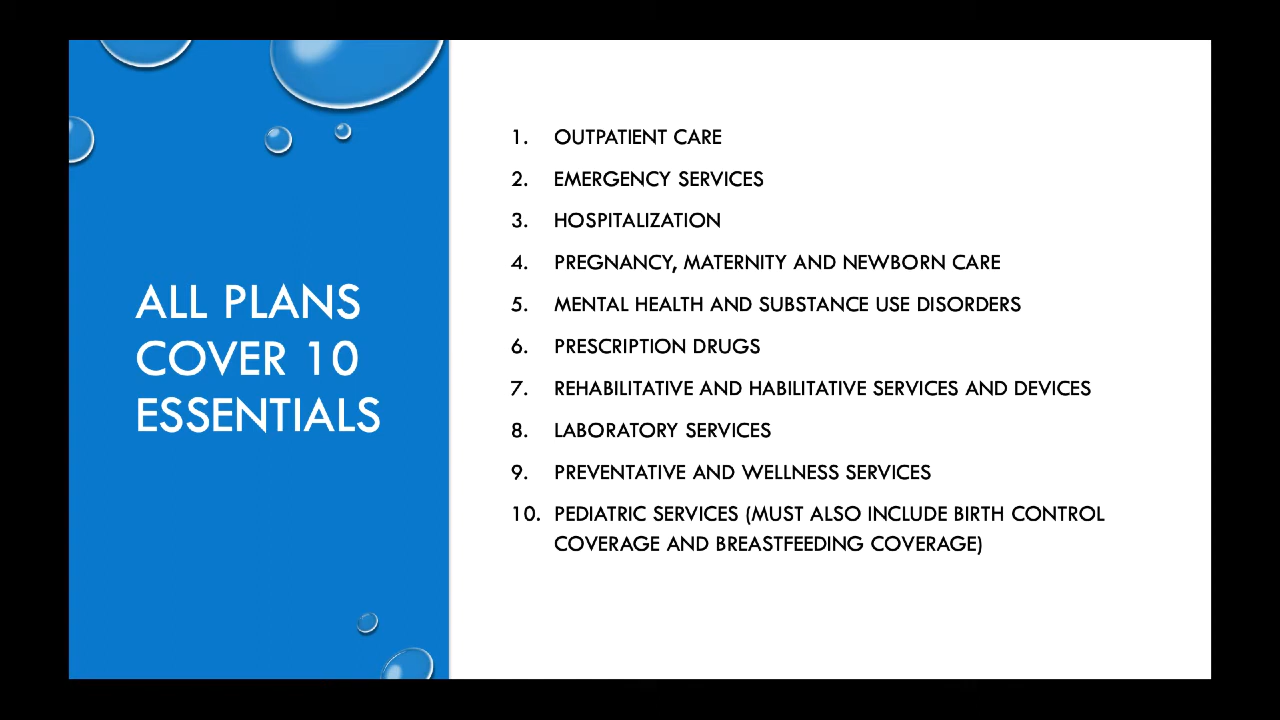 ALL PLANS
COVER 10
ESSENTIALS
1. OUTPATIENT CARE
2. EMERGENCY SERVICES
3. HOSPITALIZATION
4. PREGNANCY, MATERNITY AND NEWBORN CARE
5. MENTAL HEALTH AND SUBSTANCE USE DISORDERS
6. PRESCRIPTION DRUGS
7. REHABILITATIVE AND HABILITATIVE SERVICES AND DEVICES
8. LABORATORY SERVICES
9. PREVENTATIVE AND WELLNESS SERVICES
10. PEDIATRIC SERVICES (MUST ALSO INCLUDE BIRTH CONTROL
COVERAGE AND BREASTFEEDING COVERAGE)